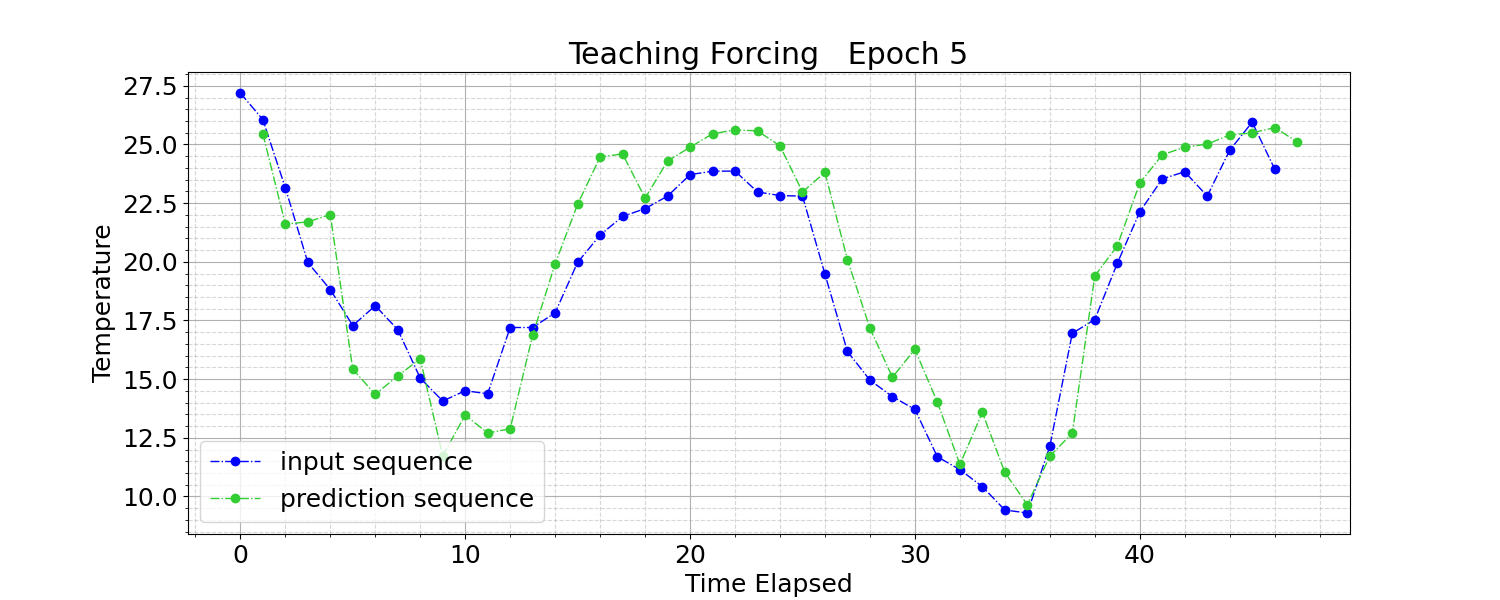 Teaching Forcing   Epoch 5
27.5
25.0
22.5
20.0
17.5
15.0
12.5
10.0
Temperature
input sequence
prediction sequence
0 10 20 30 40
Time Elapsed